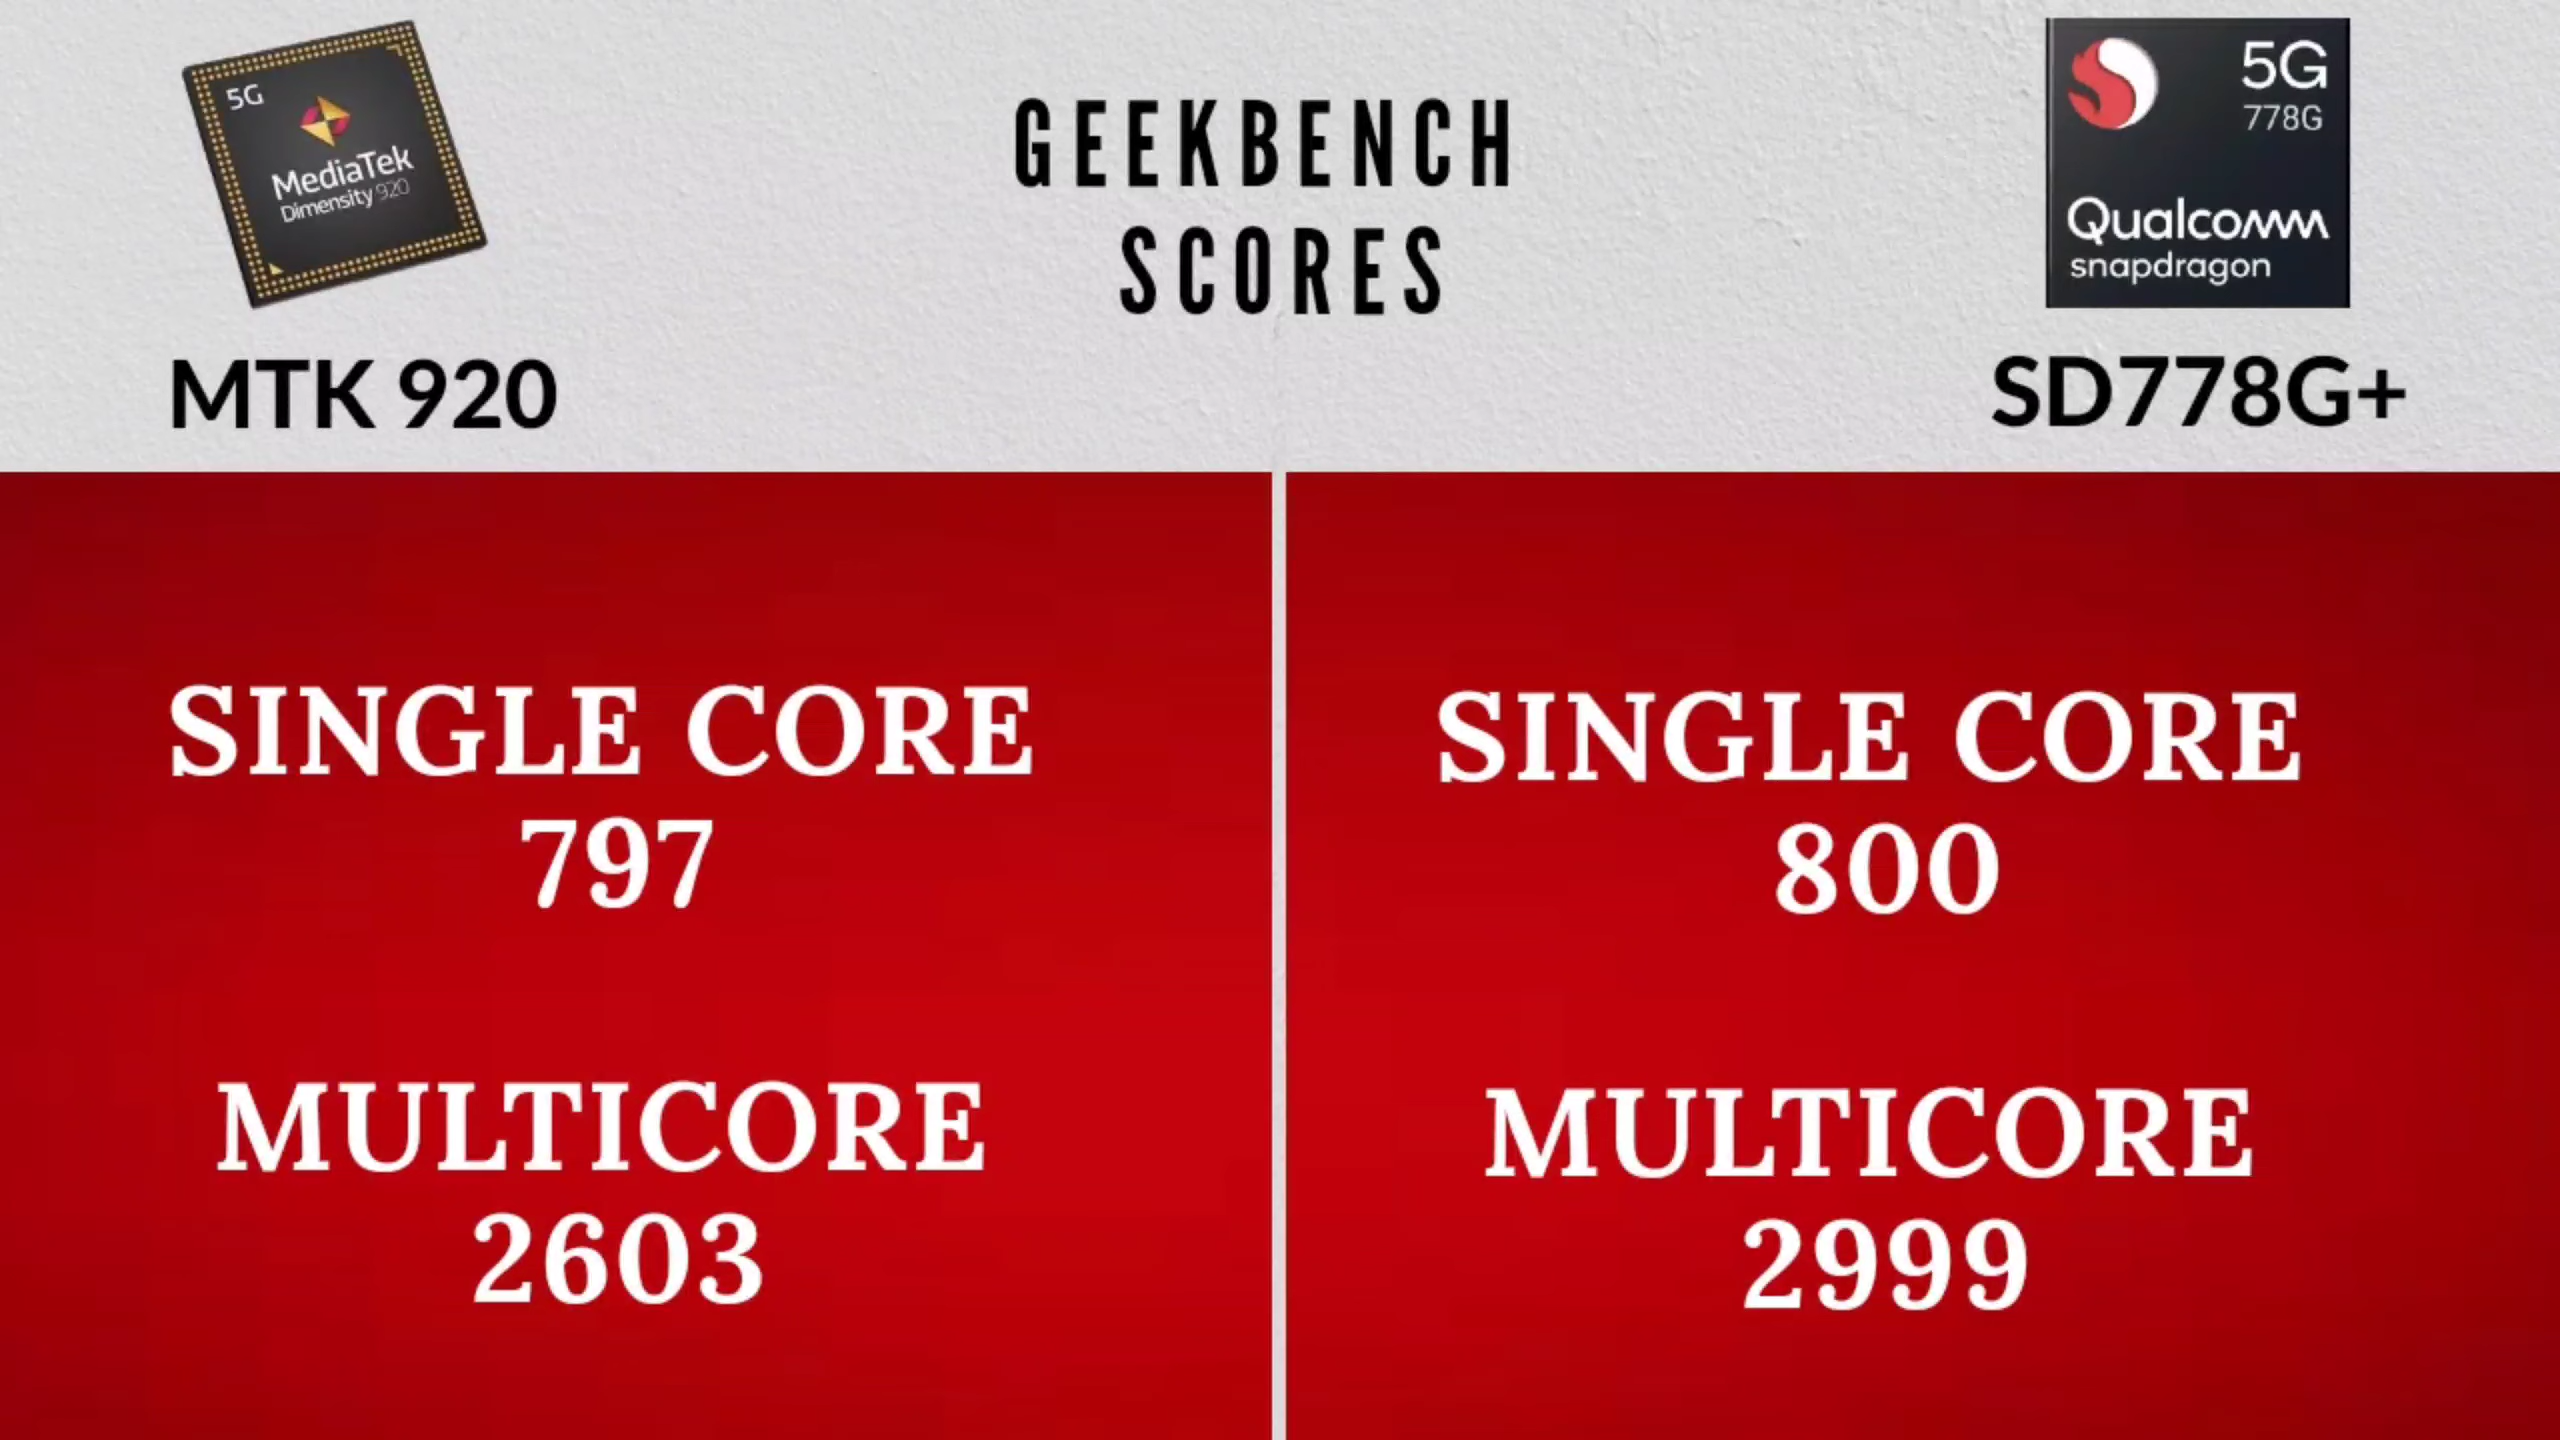 5G
MediaTek
Dimensity 920
MTK 920
GEEKBENCH
SCORES
5G
778G
Qualcomm
snapdragon
SD778G+
SINGLE CORE
797
MULTICORE
2603
SINGLE CORE
800
MULTICORE
2999